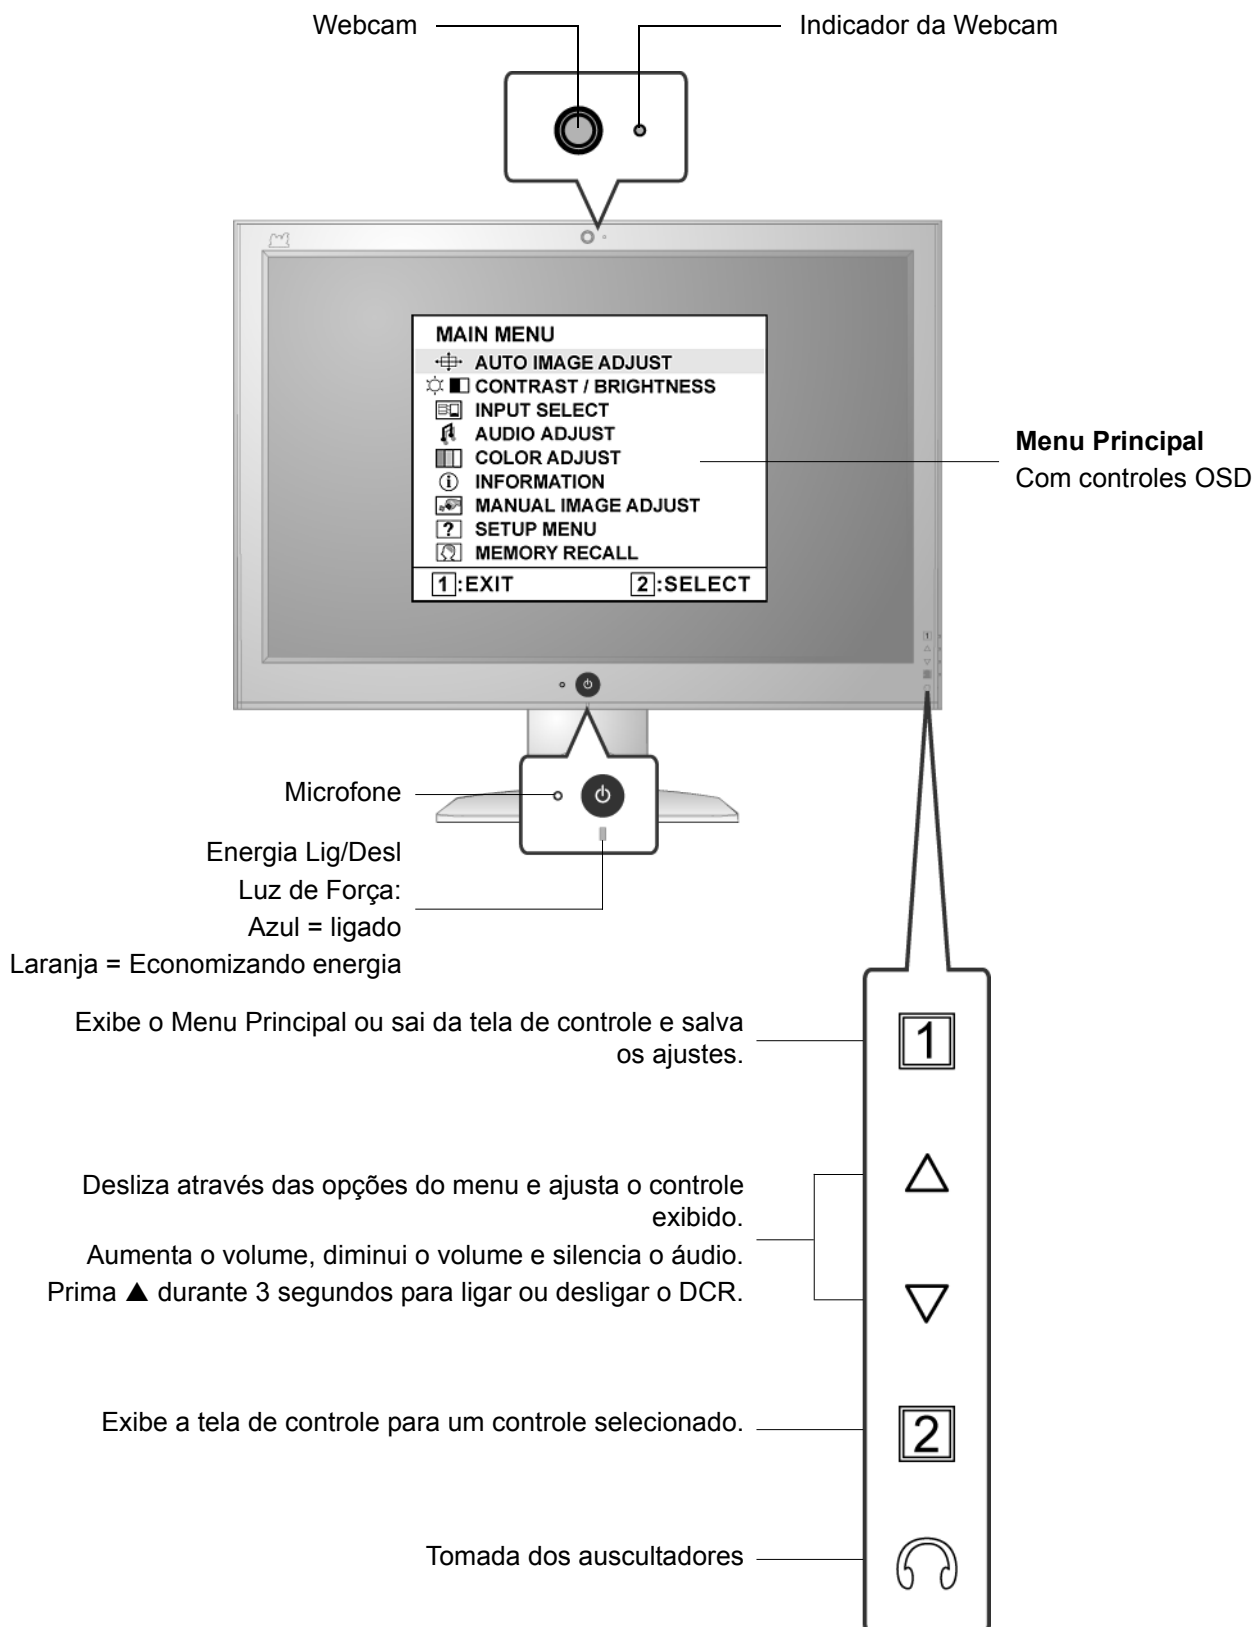 Webcam
Indicador da Webcam
MAIN MENU
AUTO IMAGE ADJUST
CONTRAST / BRIGHTNESS
INPUT SELECT
AUDIO ADJUST
COLOR ADJUST
INFORMATION
MANUAL IMAGE ADJUST
SETUP MENU
MEMORY RECALL
1:EXIT 2:SELECT
Menu Principal
Com controles OSD
1
Microfone
Energia Lig/Desl
Luz de Força:
Azul = ligado
Laranja = Economizando energia
Exibe o Menu Principal ou sai da tela de controle e salva
os ajustes.
1
Desliza através das opções do menu e ajusta o controle
exibido.
Aumenta o volume, diminui o volume e silencia o áudio.
Prima ▲ durante 3 segundos para ligar ou desligar o DCR.
Exibe a tela de controle para um controle selecionado.
2
Tomada dos auscultadores